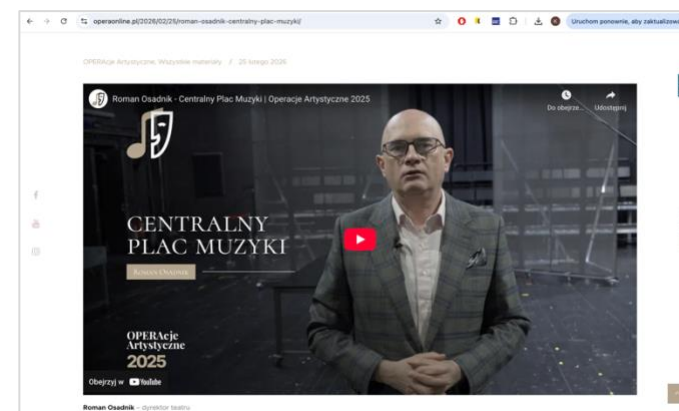 operaonline.pl/2026/02/25/roman-osadnik-centralny-plac-muzyki/
Uruchom ponownie, aby zaktualizowa
OPERAcje Artystyczne, Wszystkie materiały / 25 lutego 2026
Roman Osadnik - Centralny Plac Muzyki | Operacje Artystyczne 2025
Do obejrze...
Udostępnij
CENTRALNY
PLAC MUZYKI
Roman Osadnik
OPERAcje
Artystyczne
2025
Obejrzyj w YouTube
Roman Osadnik – dyrektor teatru